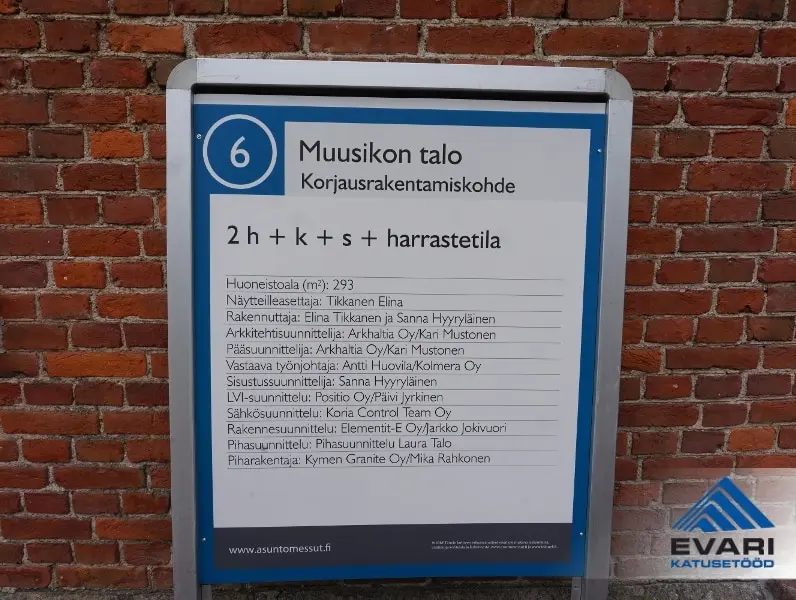 6
Muusikon talo
Korjausrakentamiskohde
2 h + k + s + harrastetila
Huoneistoala (m²): 293
Näytteilleasettaja: Tikkanen Elina
Rakennuttaja: Elina Tikkanen ja Sanna Hyyryläinen
Arkkitehtisuunnittelija: Arkhaltia Oy/Kari Mustonen
Pääsuunnittelija: Arkhaltia Oy/Kari Mustonen
Vastaava työnjohtaja: Antti Huovila/Kolmera Oy
Sisustussuunnittelija: Sanna Hyyryläinen
LVI-suunnittelu: Positio Oy/Päivi Jyrkinen
Sähkösuunnittelu: Koria Control Team Oy
Rakennesuunnittelu: Elementit-E Oy/Jarkko Jokivuori
Pihasuunnittelu: Pihasuunnittelu Laura Talo
Piharakentaja: Kymen Granite Oy/Mika Rahkonen
www.asuntomessut.fi
EVARI
KATUSETÖÖD